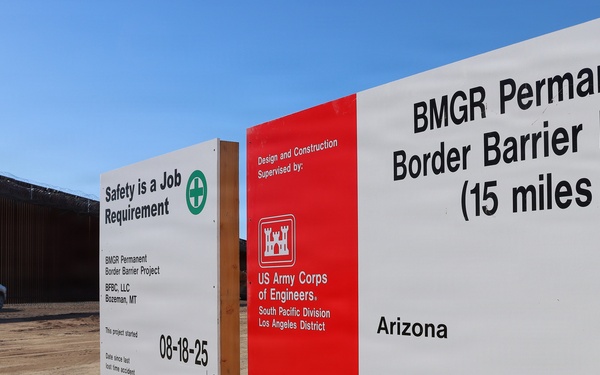 Safety is a Job
Requirement
BMGR Permanent
Border Barrier Project
BFBC, LLC
Bozeman, MT
This project started
08-18-25
Date since last
lost time accident
Design and Construction
Supervised by:
US Army Corps
of Engineers®
South Pacific Division
Los Angeles District
BMGR Perma
Border Barrier
(15 miles
Arizona